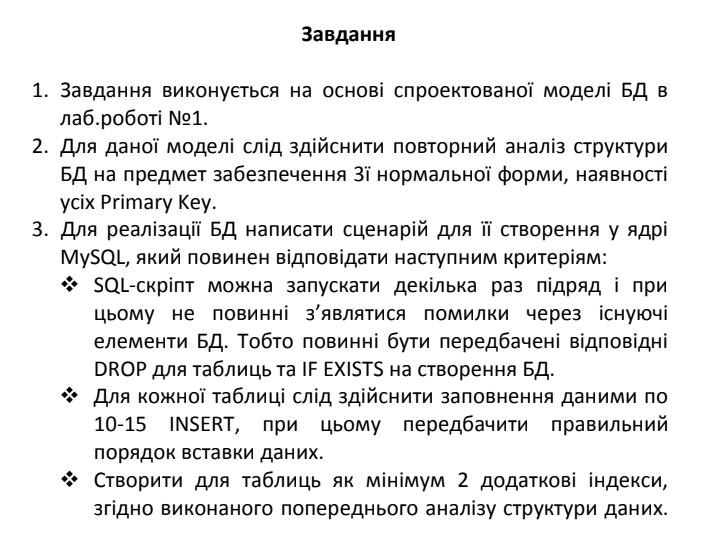 Завдання
1. Завдання виконується на основі спроектованої моделі БД в
лаб.роботі №1.
2. Для даної моделі слід здійснити повторний аналіз структури
БД на предмет забезпечення 3ї нормальної форми, наявності
усіх Primary Key.
3. Для реалізації БД написати сценарій для її створення у ядрі
MySQL, який повинен відповідати наступним критеріям:
❖ SQL-скріпт можна запускати декілька раз підряд і при
цьому не повинні з’являтися помилки через існуючі
елементи БД. Тобто повинні бути передбачені відповідні
DROP для таблиць та IF EXISTS на створення БД.
❖ Для кожної таблиці слід здійснити заповнення даними по
10-15 INSERT, при цьому передбачити правильний
порядок вставки даних.
❖ Створити для таблиць як мінімум 2 додаткові індекси,
згідно виконаного попереднього аналізу структури даних.